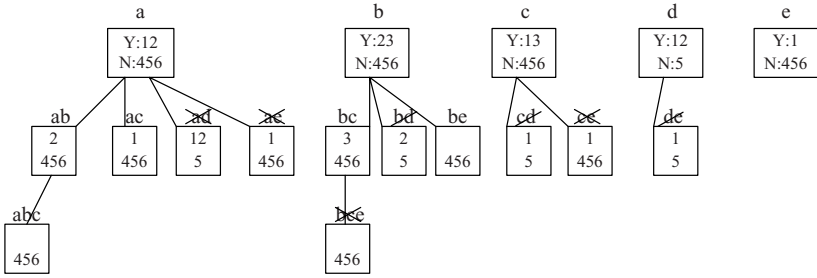 a b c d e
Y:12 Y:23 Y:13 Y:12 Y:1
N:456 N:456 N:456 N:5 N:456
ab ac ad ae bc bd be cd ce de
2 1 12 1 3 2 1 1 1
456 456 5 456 456 5 456 5 456 5
abc bce
456 456